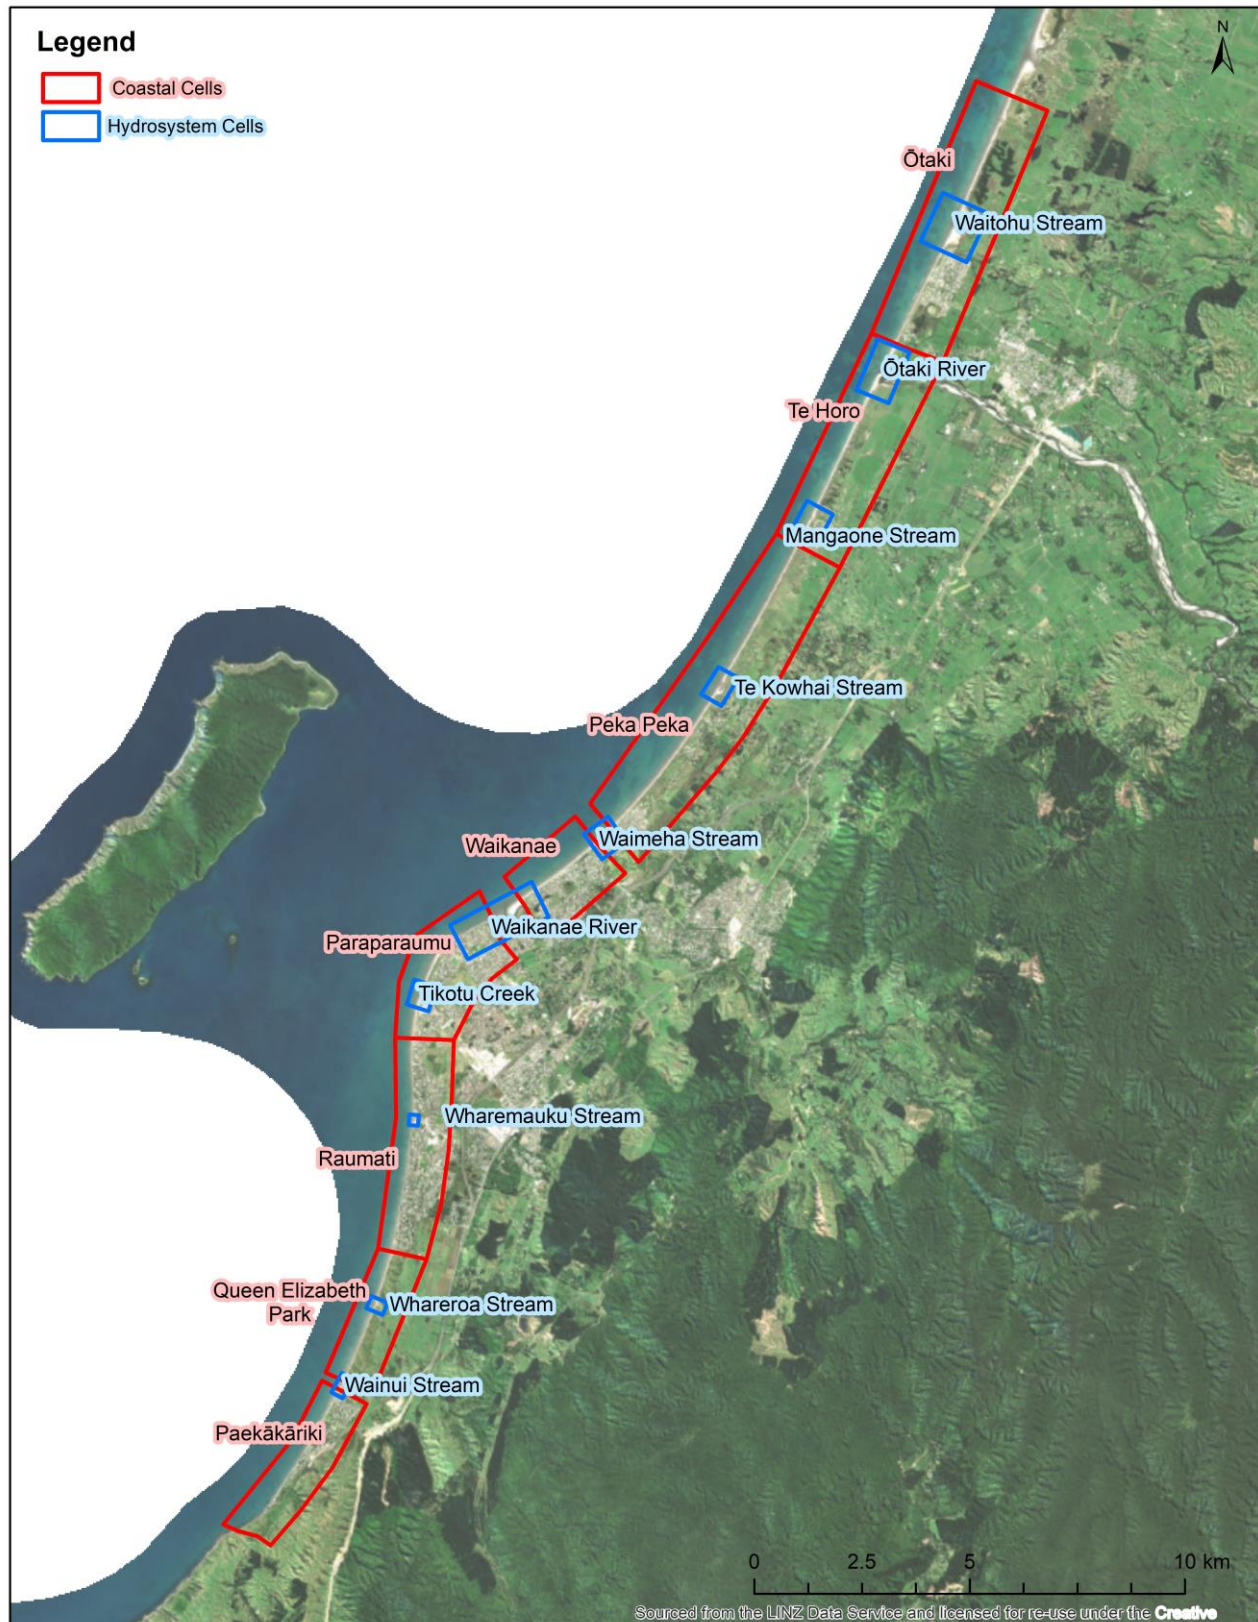 Legend
Coastal Cells
Hydrosystem Cells
N
Ōtaki
Waitohu Stream
Ōtaki River
Te Horo
Mangaone Stream
Te Kowhai Stream
Peka Peka
Waimeha Stream
Waikanae
Waikanae River
Paraparaumu
Tikotu Creek
Wharemauku Stream
Raumati
Queen Elizabeth
Park
Whareroa Stream
Wainui Stream
Paekākāriki
0 2.5 5 10 km
Sourced from the LINZ Data Service and licensed for re-use under the Creative